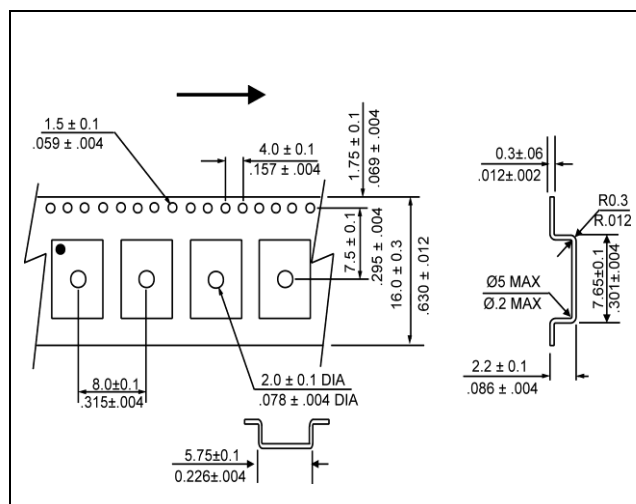 1.5 ± 0.1
.059 ± .004
4.0 ± 0.1
.157 ± .004
1.75 ± 0.1
.069 ± .004
0.3±.06
.012±.002
R0.3
R.012
7.5 ± 0.1
.295 ± .004
16.0 ± 0.3
.630 ± .012
7.65± 0.1
.301±.004
Ø5 MAX
Ø.2 MAX
8.0±0.1
.315±.004
2.0 ± 0.1 DIA
.078 ± .004 DIA
2.2 ± 0.1
.086 ± .004
5.75±0.1
0.226±.004